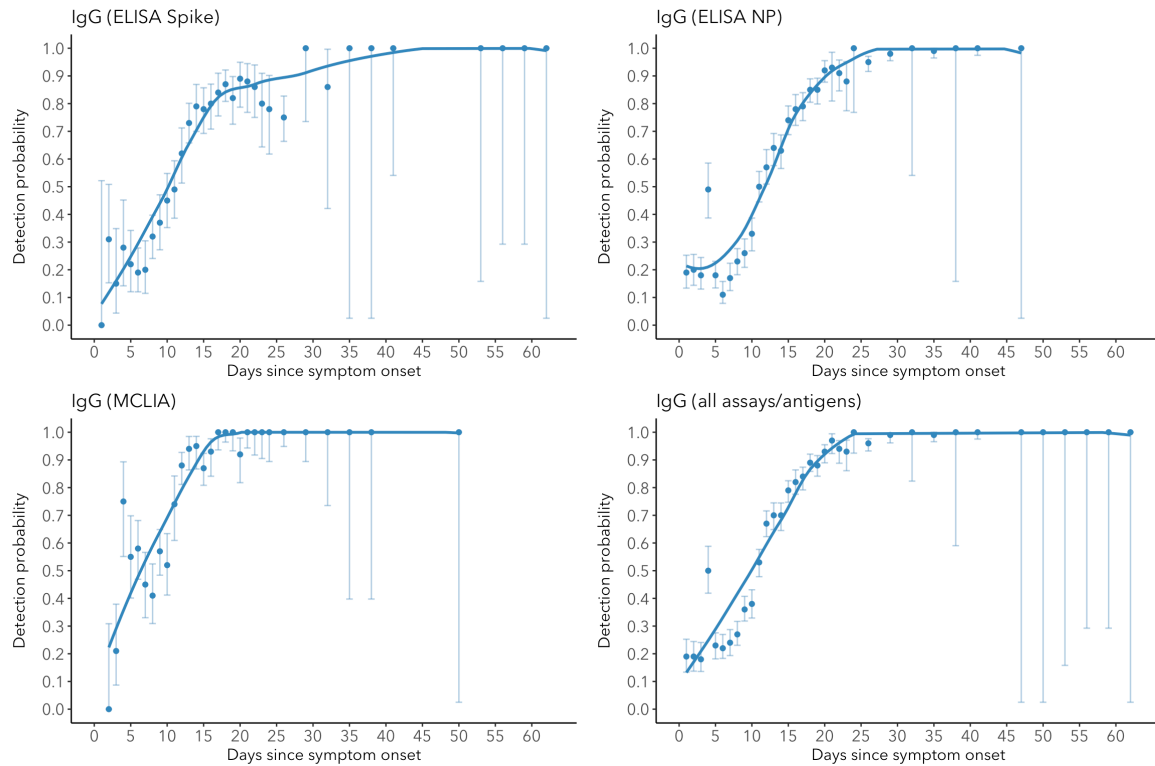 IgG (ELISA Spike)
Detection probability
1.0
0.9
0.8
0.7
0.6
0.5
0.4
0.3
0.2
0.1
0.0
0 5 10 15 20 25 30 35 40 45 50 55 60
Days since symptom onset
IgG (ELISA NP)
Detection probability
1.0
0.9
0.8
0.7
0.6
0.5
0.4
0.3
0.2
0.1
0.0
0 5 10 15 20 25 30 35 40 45 50 55 60
Days since symptom onset
IgG (MCLIA)
Detection probability
1.0
0.9
0.8
0.7
0.6
0.5
0.4
0.3
0.2
0.1
0.0
0 5 10 15 20 25 30 35 40 45 50 55 60
Days since symptom onset
IgG (all assays/antigens)
Detection probability
1.0
0.9
0.8
0.7
0.6
0.5
0.4
0.3
0.2
0.1
0.0
0 5 10 15 20 25 30 35 40 45 50 55 60
Days since symptom onset